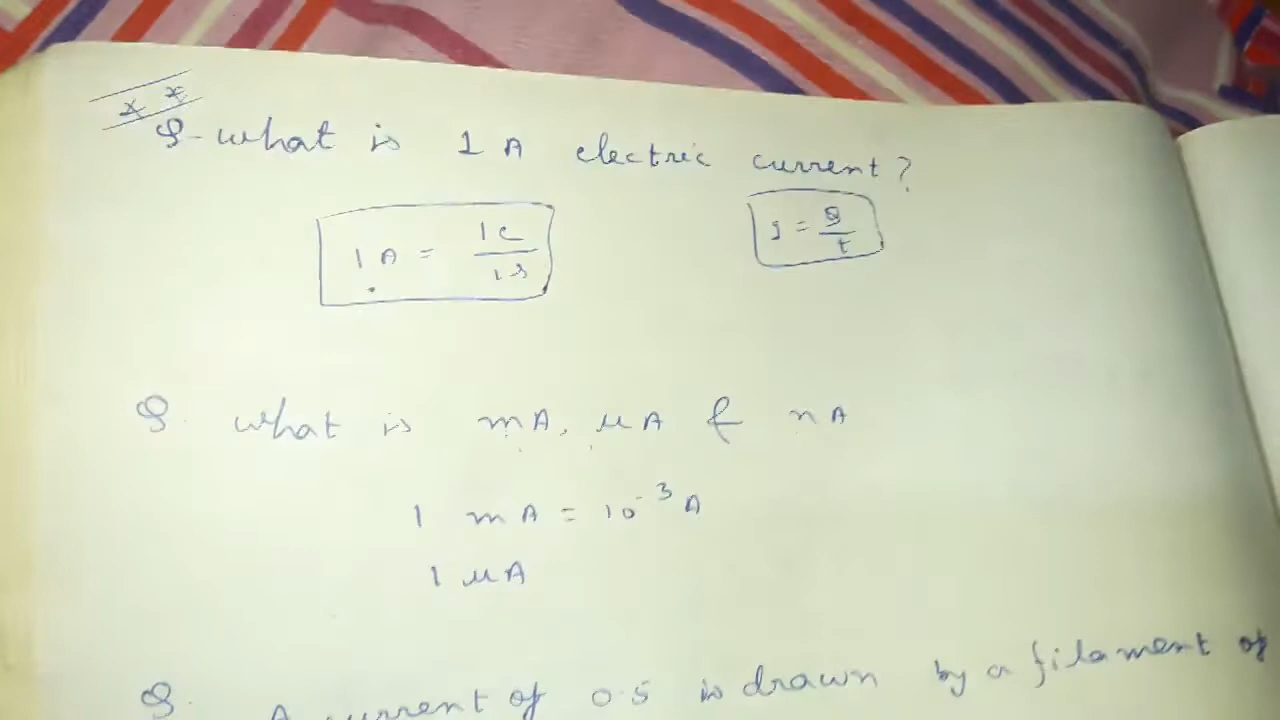 * *
Q - what is 1 A electric current?
1 A = 1C / 1s
I = Q / t
Q. what is mA, μA & nA
1 mA = 10⁻³ A
1 μA
Q. A current of 0.5 is drawn by a filament of